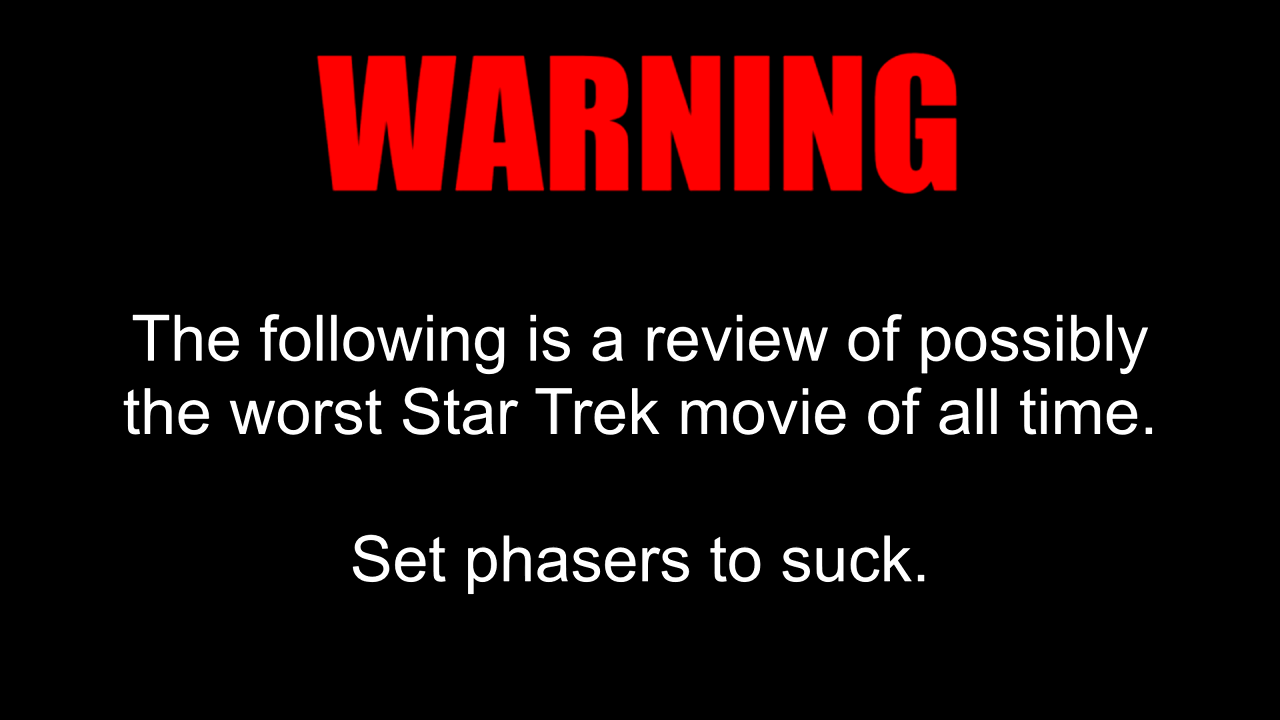 WARNING
The following is a review of possibly
the worst Star Trek movie of all time.
Set phasers to suck.